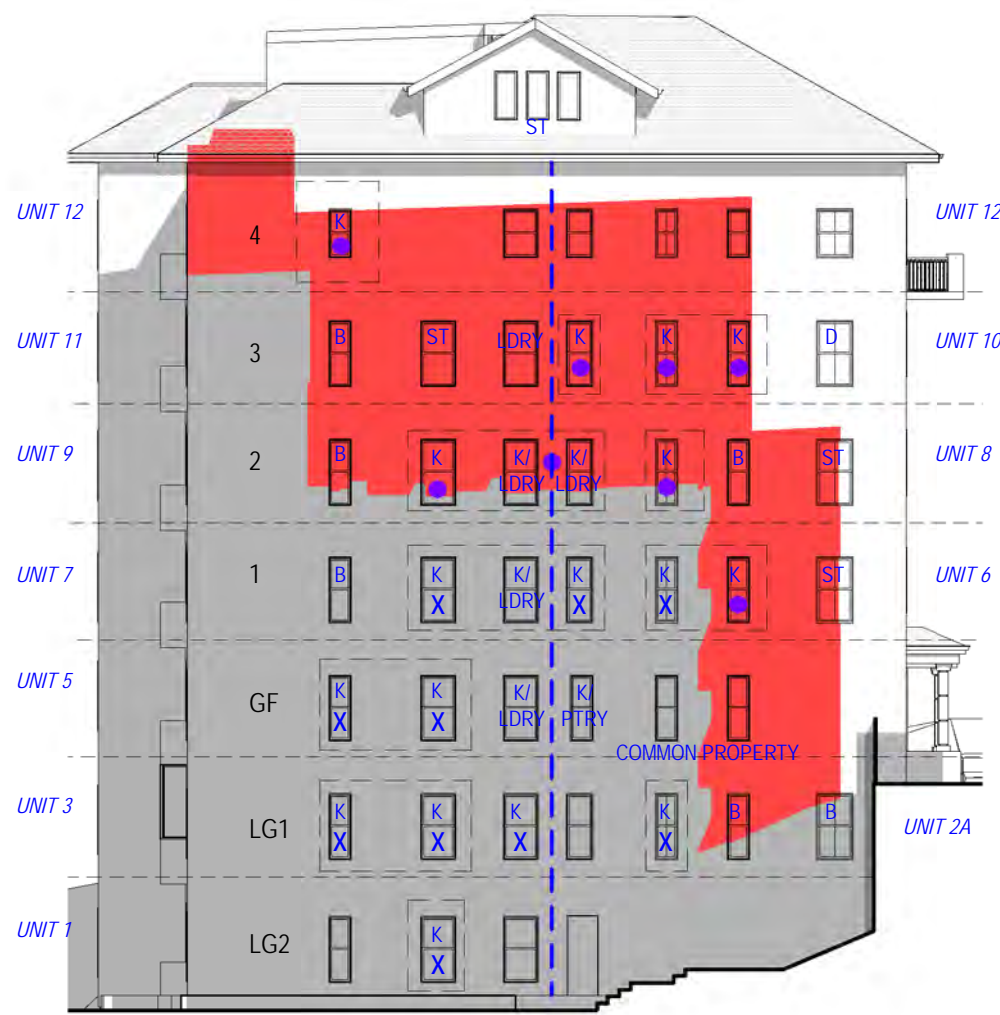 ST
UNIT 12
4
K
UNIT 12
UNIT 11
3
B
ST
LDRY
K
K
K
D
UNIT 10
UNIT 9
2
B
K
K/
LDRY
K/
LDRY
K
B
ST
UNIT 8
UNIT 7
1
B
K
X
K/
LDRY
K
X
K
X
K
ST
UNIT 6
UNIT 5
GF
K
X
K
X
K/
LDRY
K/
PTRY
COMMON PROPERTY
UNIT 3
LG1
K
X
K
X
K
X
K
X
B
B
UNIT 2A
UNIT 1
LG2
K
X